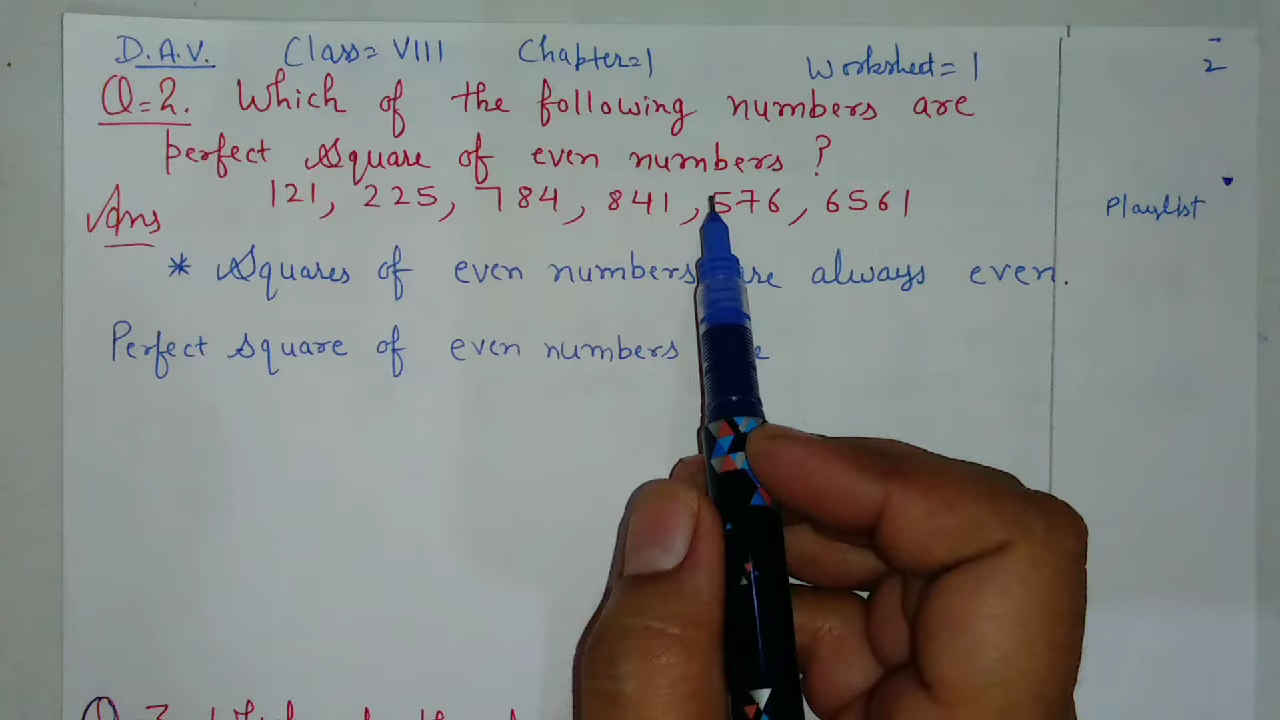 D.A.V. Class= VIII Chapter=1 Worksheet= 1
2
Q=2. Which of the following numbers are
perfect square of even numbers ?
Ans 121, 225, 784, 841, 576, 6561
Playlist
* Squares of even numbers are always even.
Perfect square of even numbers